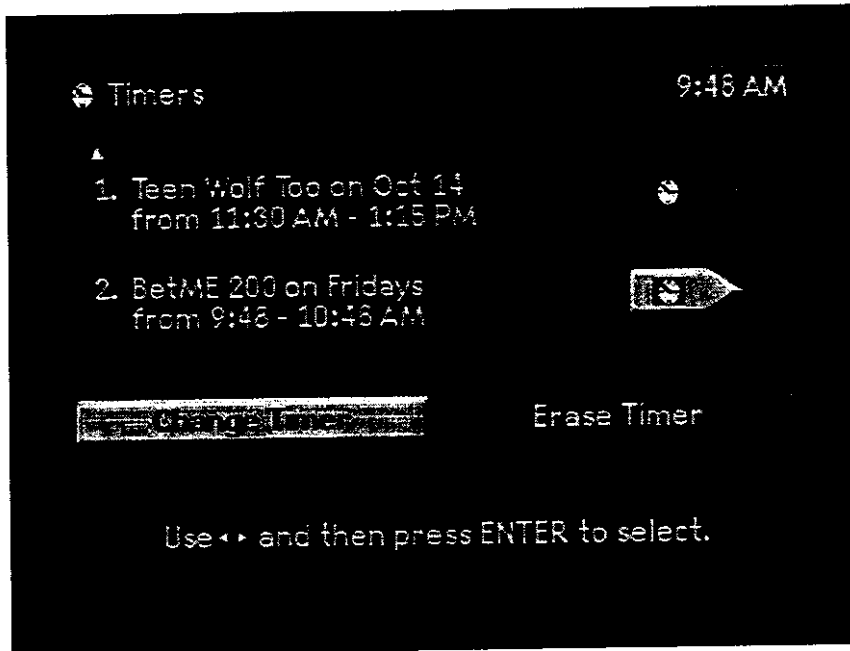 Timers
9:48 AM
1. Teen Wolf Too on Oct 14
from 11:30 AM - 1:15 PM
2. BetME 200 on Fridays
from 9:48 - 10:48 AM
Change Timer
Erase Timer
Use ◂ ▸ and then press ENTER to select.